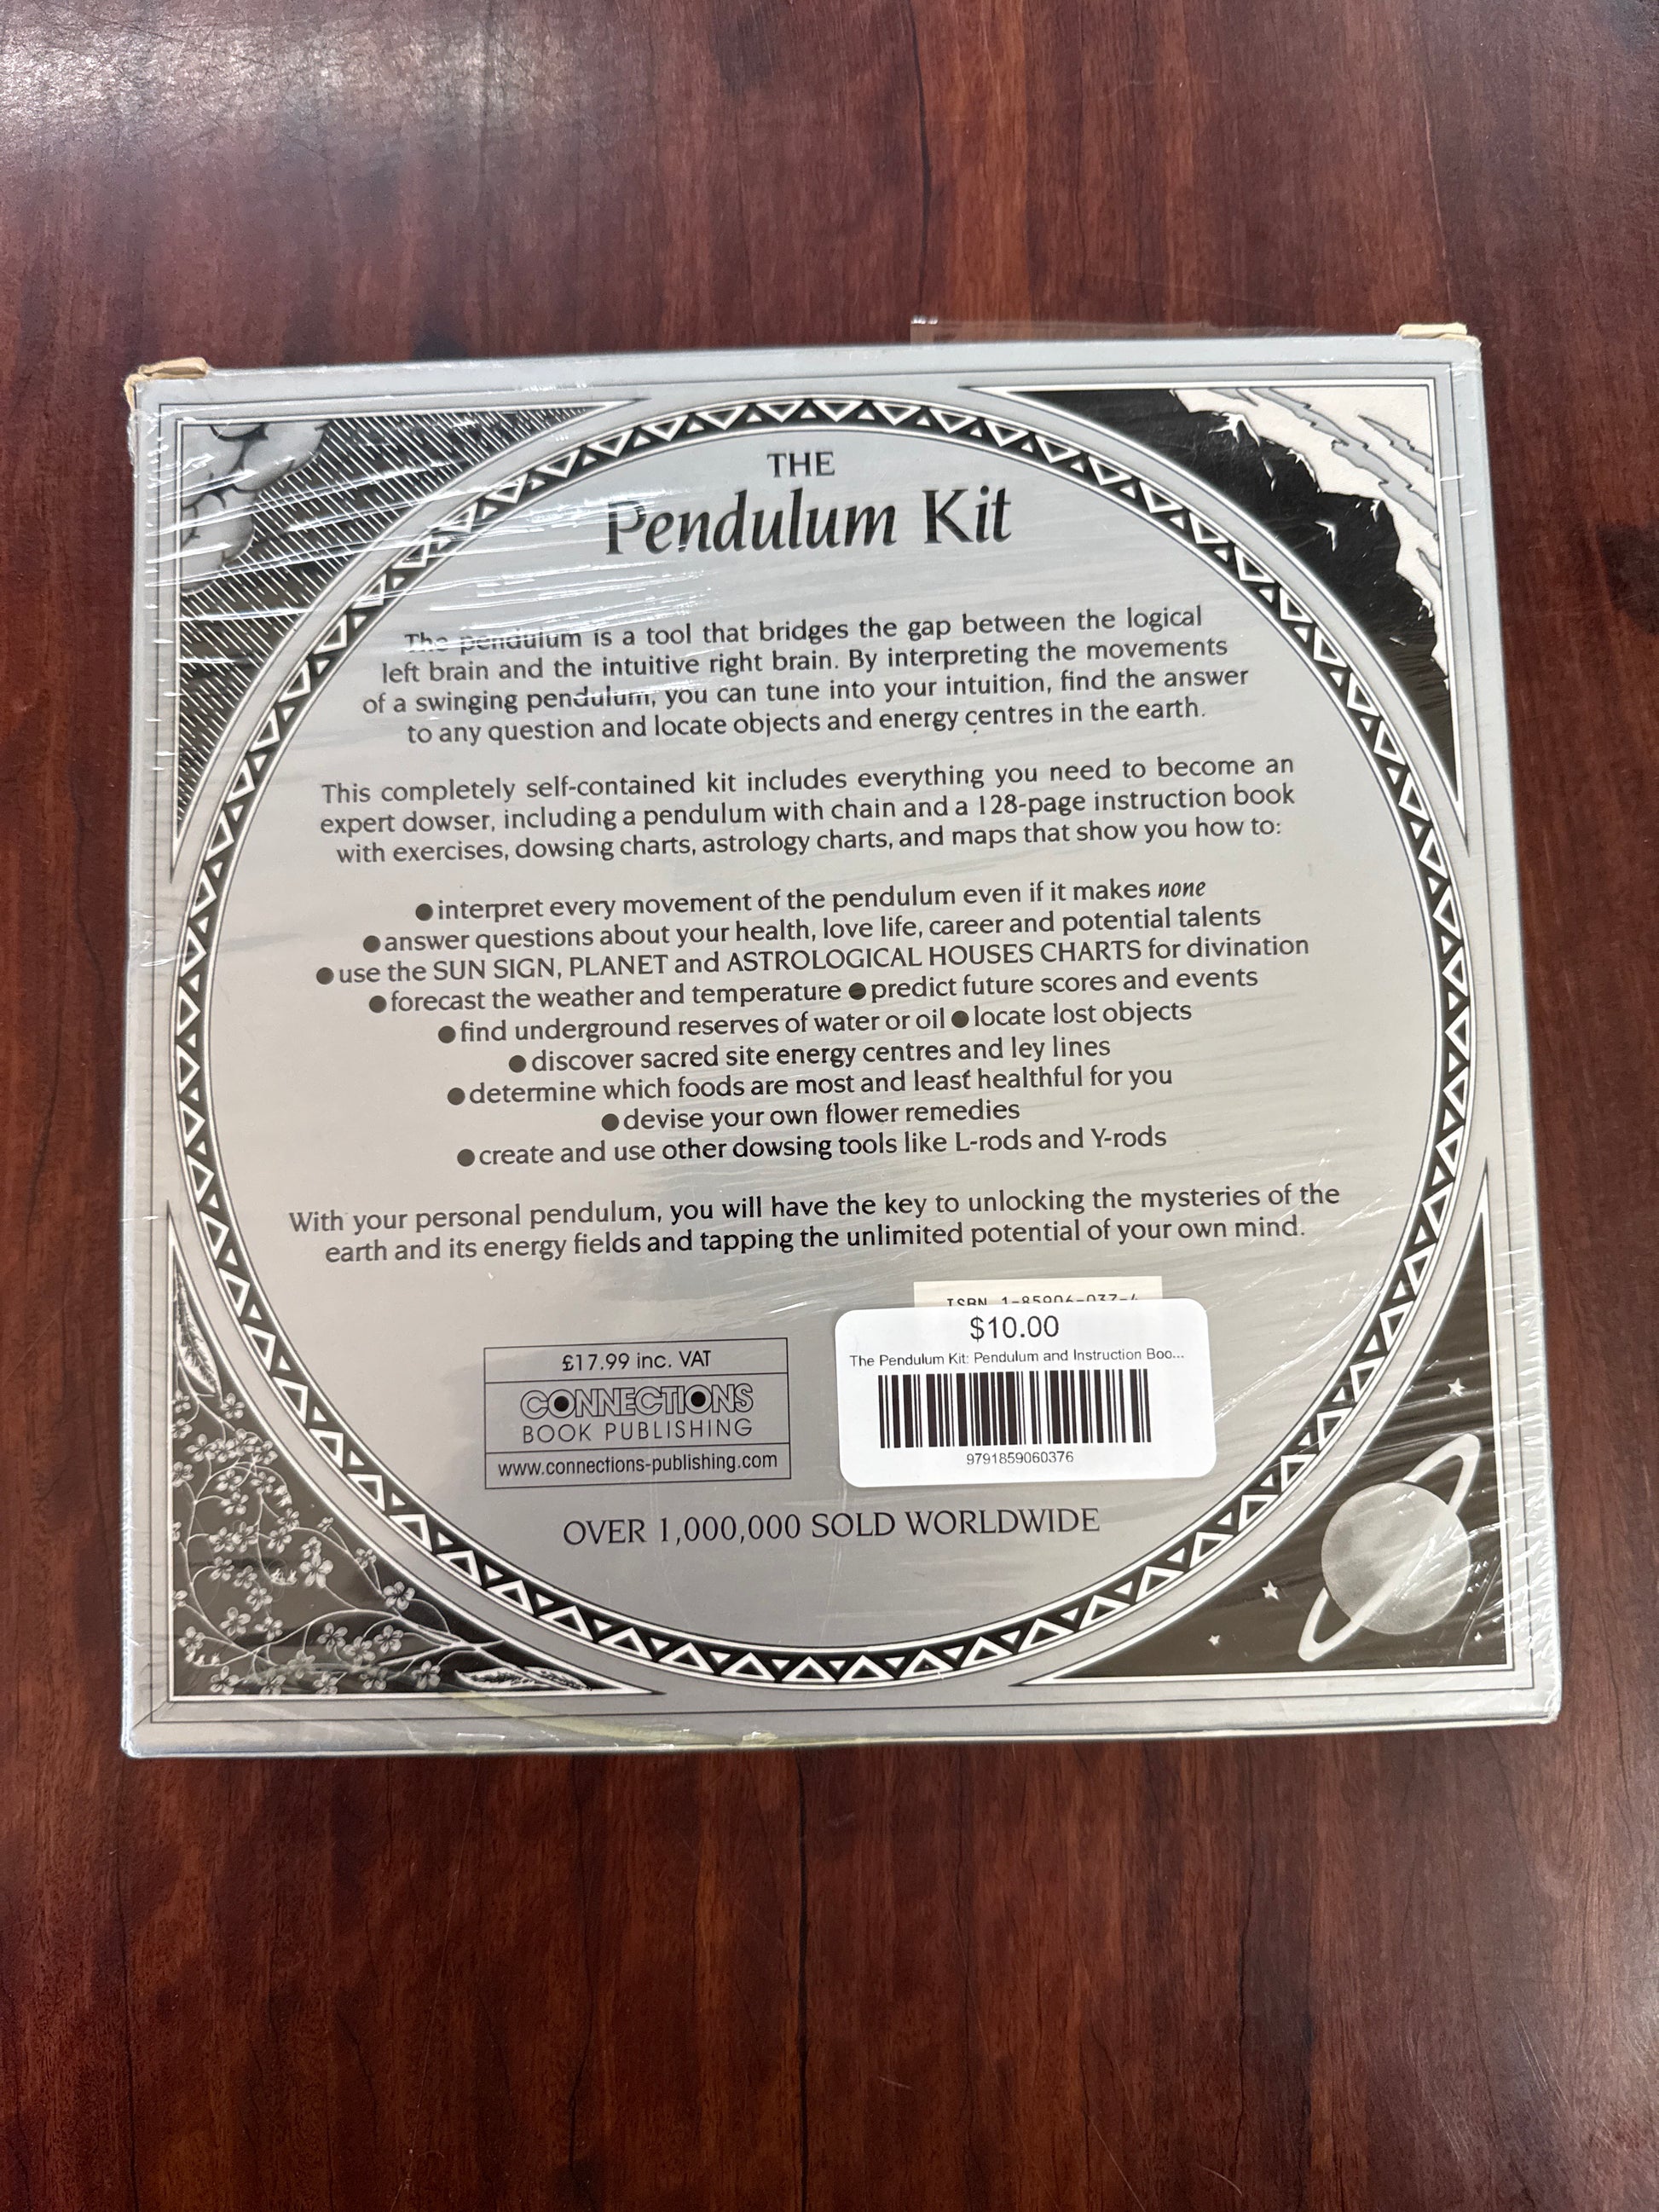 THE
Pendulum Kit
The pendulum is a tool that bridges the gap between the logical
left brain and the intuitive right brain. By interpreting the movements
of a swinging pendulum, you can tune into your intuition, find the answer
to any question and locate objects and energy centres in the earth.
This completely self-contained kit includes everything you need to become an
expert dowser, including a pendulum with chain and a 128-page instruction book
with exercises, dowsing charts, astrology charts, and maps that show you how to:
● interpret every movement of the pendulum even if it makes none
● answer questions about your health, love life, career and potential talents
● use the SUN SIGN, PLANET and ASTROLOGICAL HOUSES CHARTS for divination
● forecast the weather and temperature ● predict future scores and events
● find underground reserves of water or oil ● locate lost objects
● discover sacred site energy centres and ley lines
● determine which foods are most and least healthful for you
● devise your own flower remedies
● create and use other dowsing tools like L-rods and Y-rods
With your personal pendulum, you will have the key to unlocking the mysteries of the
earth and its energy fields and tapping the unlimited potential of your own mind.
ISBN 1-85906-037-4
$10.00
The Pendulum Kit: Pendulum and Instruction Boo...
9791859060376
£17.99 inc. VAT
CONNECTIONS
BOOK PUBLISHING
www.connections-publishing.com
OVER 1,000,000 SOLD WORLDWIDE